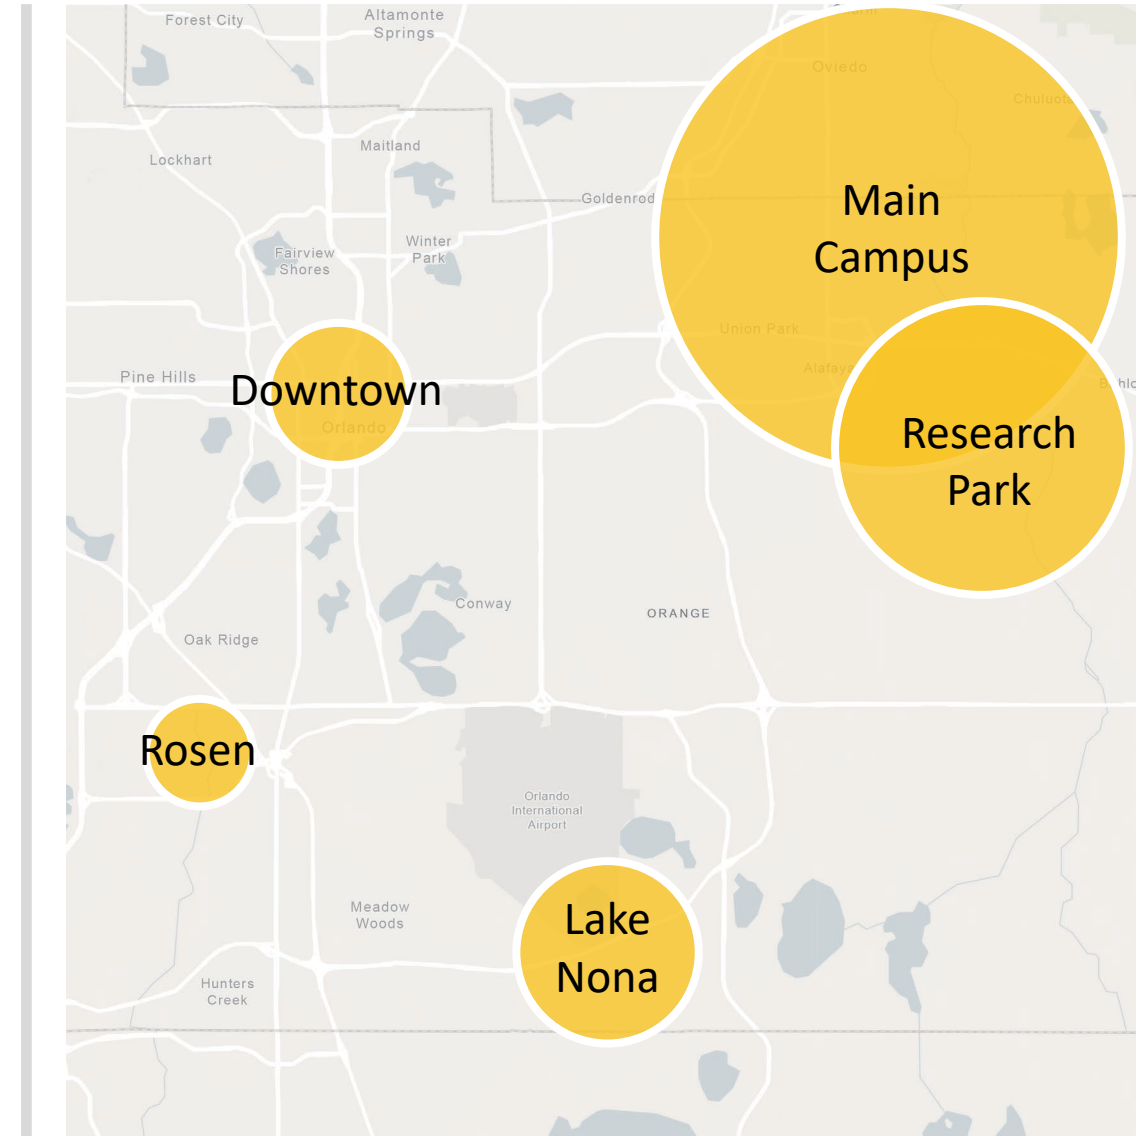 Forest City
Altamonte
Springs
Oviedo
Chuluota
Lockhart
Maitland
Main
Campus
Goldenrod
Winter
Park
Fairview
Shores
Union Park
Alafaya
Pine Hills
Downtown
Orlando
Research
Park
Conway
ORANGE
Oak Ridge
Rosen
Orlando
International
Airport
Meadow
Woods
Lake
Nona
Hunters
Creek